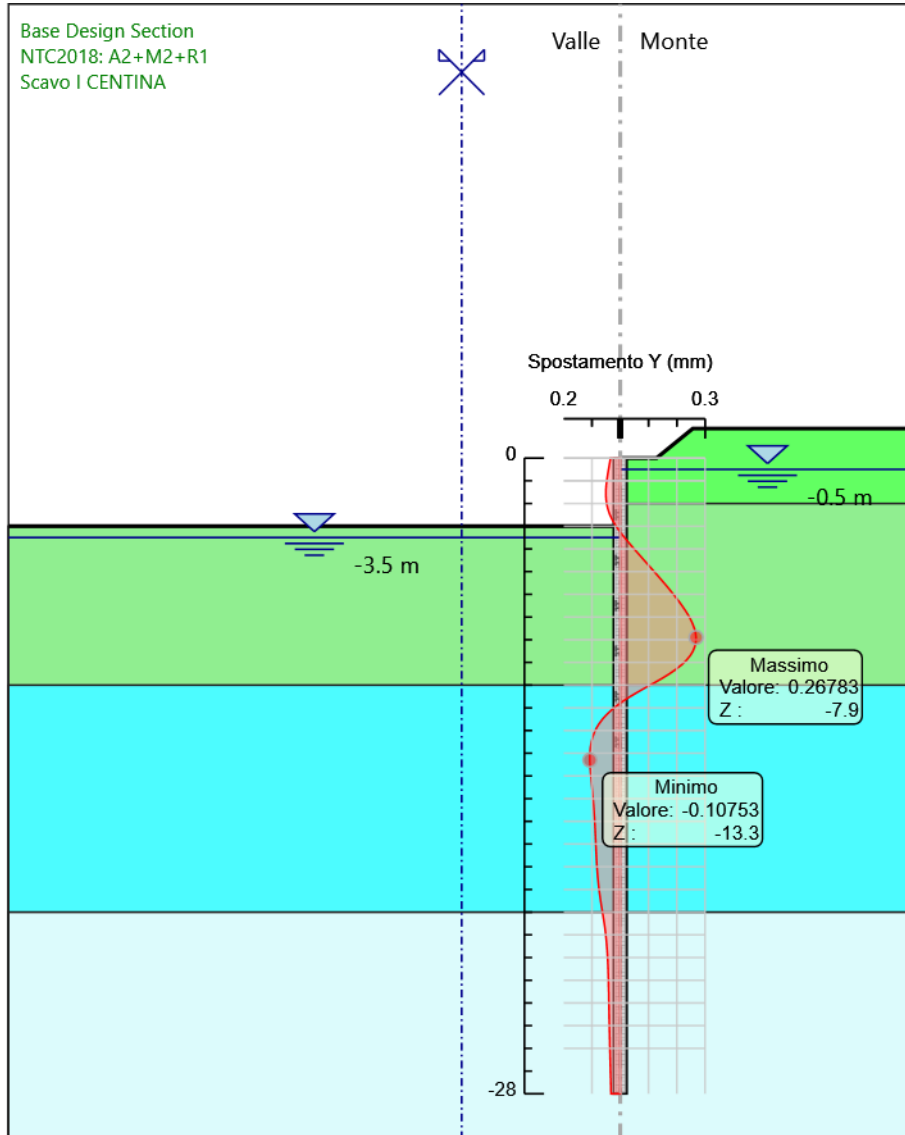 Base Design Section
NTC2018: A2+M2+R1
Scavo I CENTINA
Valle
Monte
Spostamento Y (mm)
0.2
0.3
0
-0.5 m
-3.5 m
Massimo
Valore: 0.26783
Z : -7.9
Minimo
Valore: -0.10753
Z : -13.3
-28